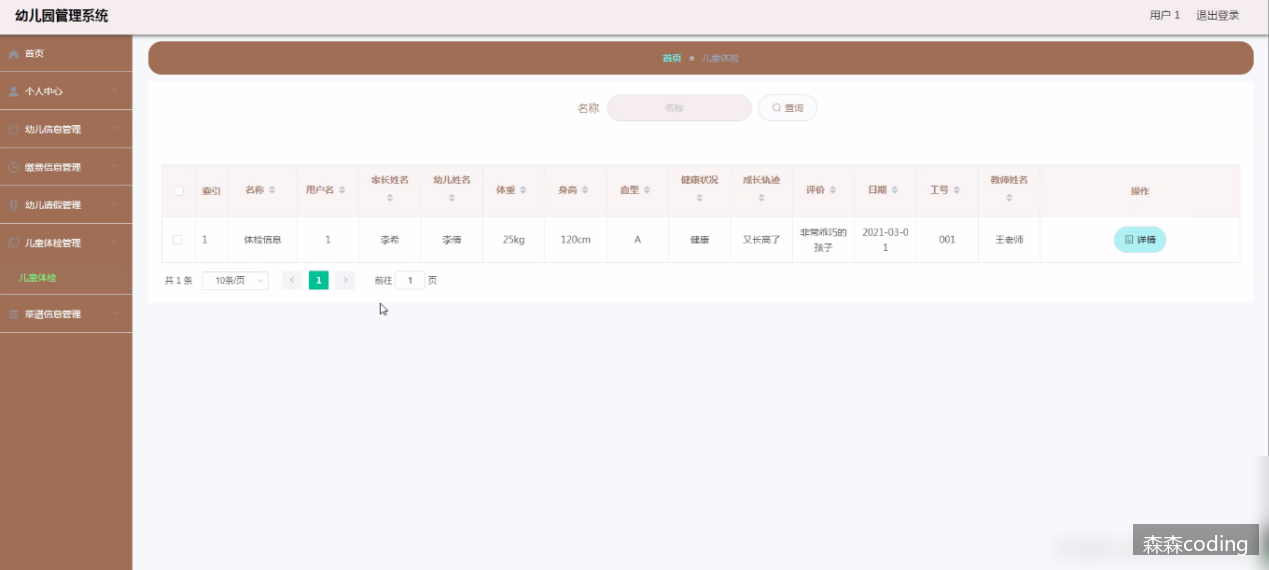 幼儿园管理系统
用户 1 退出登录
首页
个人中心
幼儿信息管理
缴费信息管理
幼儿请假管理
儿童体检管理
儿童体检
菜谱信息管理
首页 ★ 儿童体检
名称 名称 查询
索引 名称 用户名 家长姓名 幼儿姓名 体重 身高 血型 健康状况 成长轨迹 评价 日期 工号 教师姓名 操作
1 体检信息 1 李希 李倩 25kg 120cm A 健康 又长高了 非常乖巧的 2021-03-0 001 王老师 详情
孩子 1
共 1 条 10条/页 1 前往 1 页
森森coding